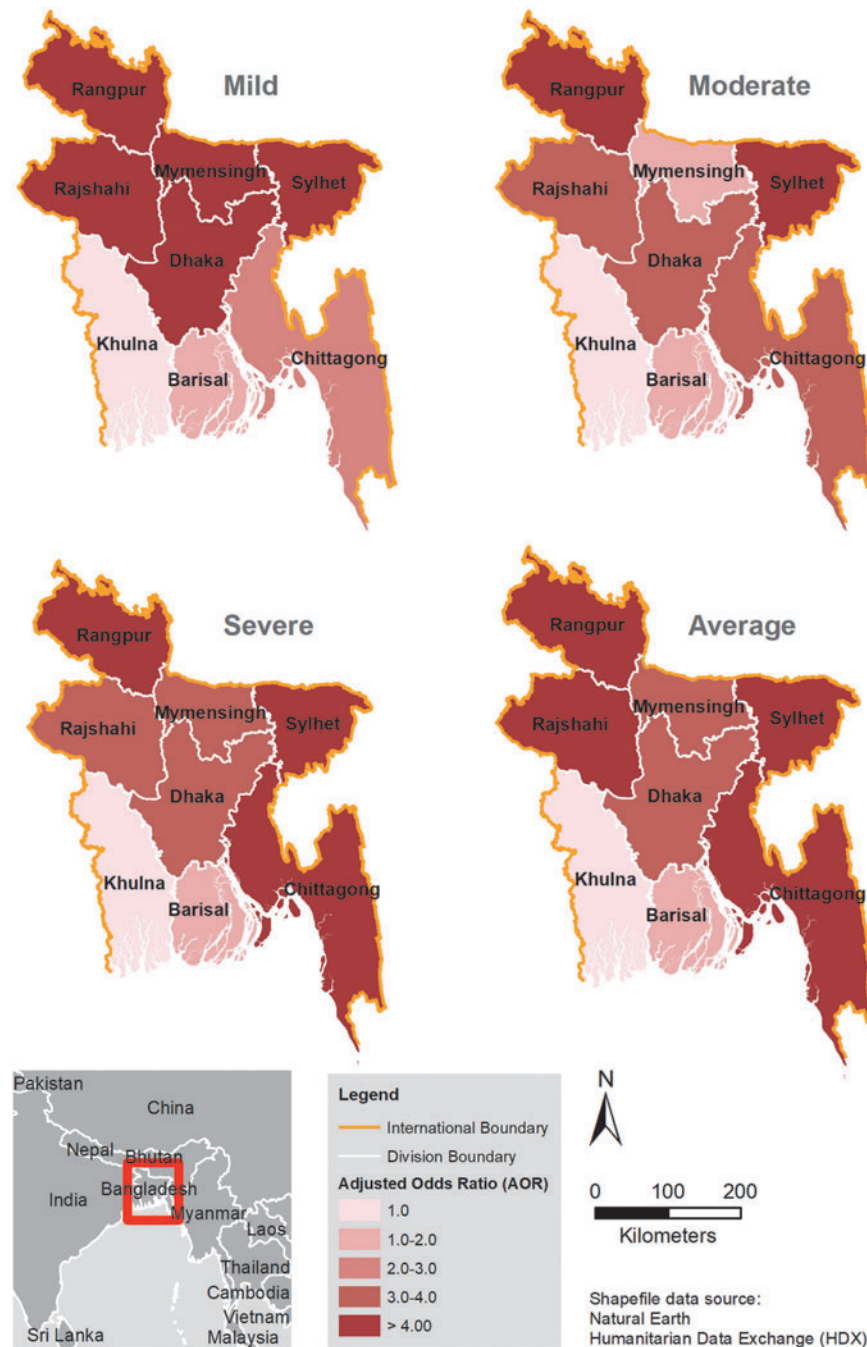 Mild
Rangpur
Mymensingh
Sylhet
Rajshahi
Dhaka
Khulna
Barisal
Chittagong
Moderate
Rangpur
Mymensingh
Sylhet
Rajshahi
Dhaka
Khulna
Barisal
Chittagong
Severe
Rangpur
Mymensingh
Sylhet
Rajshahi
Dhaka
Khulna
Barisal
Chittagong
Average
Rangpur
Mymensingh
Sylhet
Rajshahi
Dhaka
Khulna
Barisal
Chittagong
Pakistan
China
Nepal
Bhutan
India
Bangladesh
Myanmar
Laos
Thailand
Cambodia
Vietnam
Sri Lanka
Malaysia
Legend
International Boundary
Division Boundary
Adjusted Odds Ratio (AOR)
1.0
1.0-2.0
2.0-3.0
3.0-4.0
> 4.00
N
0 100 200
Kilometers
Shapefile data source:
Natural Earth
Humanitarian Data Exchange (HDX)